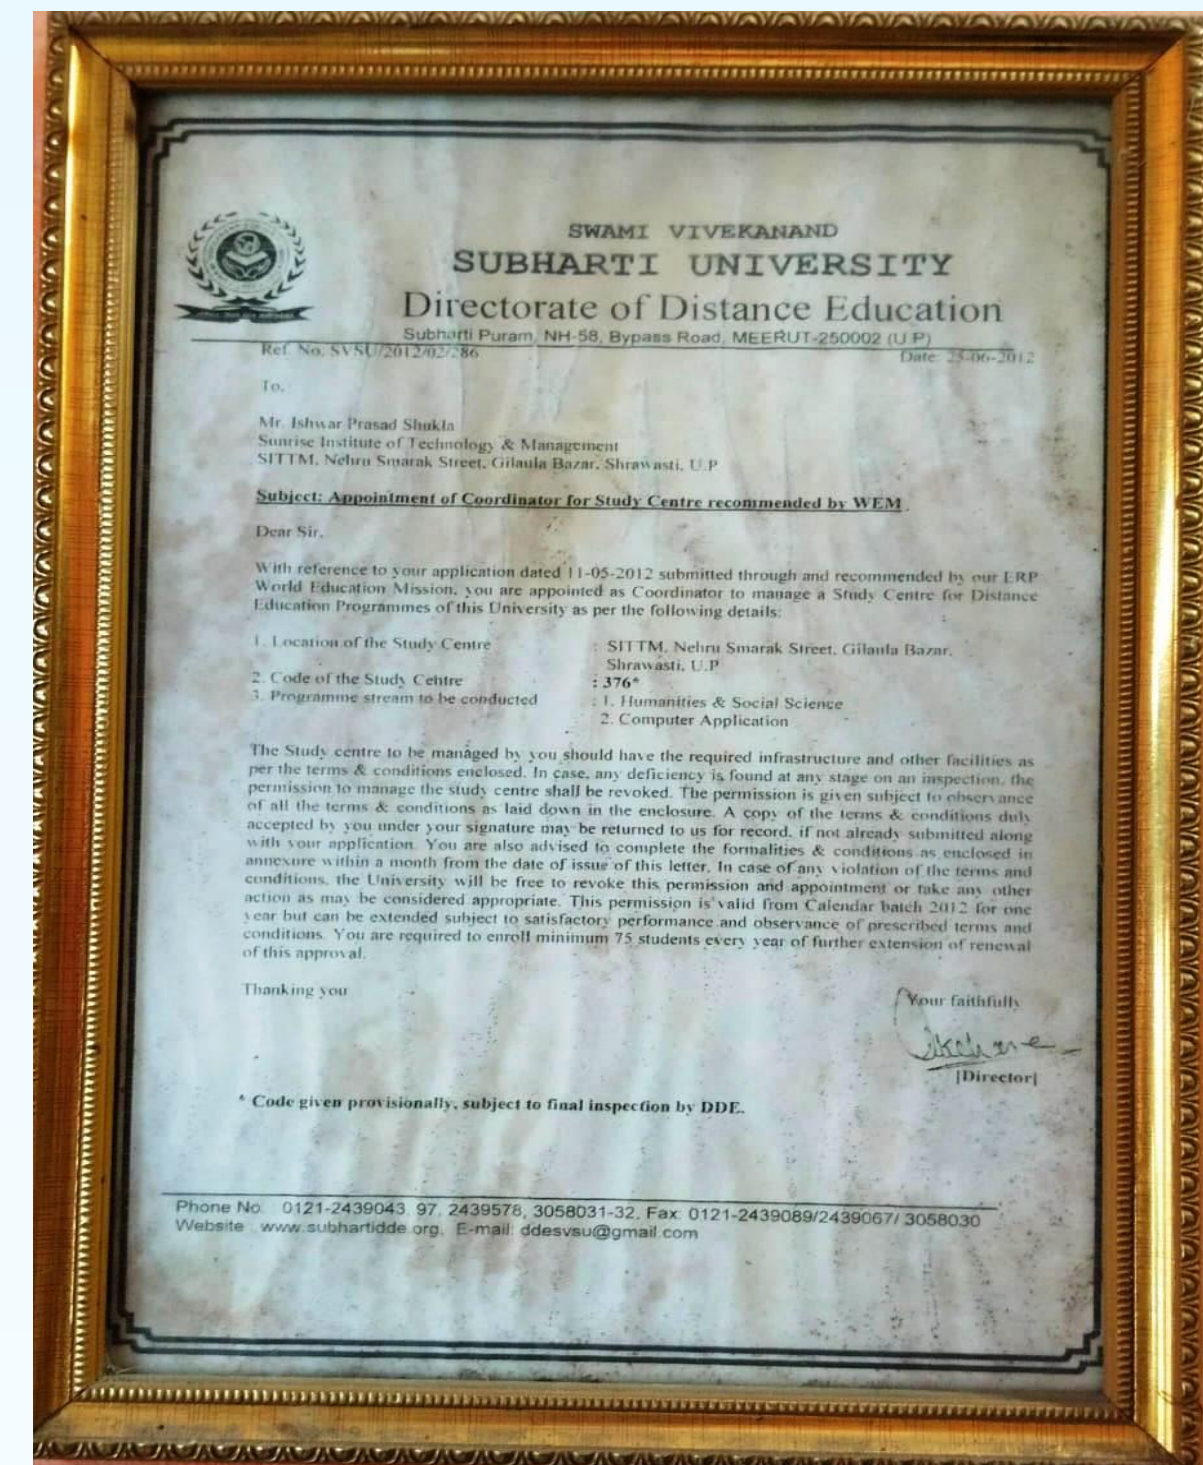 SWAMI VIVEKANAND
SUBHARTI UNIVERSITY
Directorate of Distance Education
Subharti Puram, NH-58, Bypass Road, MEERUT-250002 (U.P)
Ref. No. SVSU/2012/02/286
Date: 23-06-2012
To,
Mr. Ishwar Prasad Shukla
Sunrise Institute of Technology & Management
SITTM, Nehru Smarak Street, Gilaula Bazar, Shrawasti, U.P
Subject: Appointment of Coordinator for Study Centre recommended by WEM.
Dear Sir,
With reference to your application dated 11-05-2012 submitted through and recommended by our ERP
World Education Mission, you are appointed as Coordinator to manage a Study Centre for Distance
Education Programmes of this University as per the following details:
1. Location of the Study Centre : SITTM, Nehru Smarak Street, Gilaula Bazar,
Shrawasti, U.P
2. Code of the Study Centre : 376*
3. Programme stream to be conducted : 1. Humanities & Social Science
2. Computer Application
The Study centre to be managed by you should have the required infrastructure and other facilities as
per the terms & conditions enclosed. In case, any deficiency is found at any stage on an inspection, the
permission to manage the study centre shall be revoked. The permission is given subject to observance
of all the terms & conditions as laid down in the enclosure. A copy of the terms & conditions duly
accepted by you under your signature may be returned to us for record, if not already submitted along
with your application. You are also advised to complete the formalities & conditions as enclosed in
annexure within a month from the date of issue of this letter. In case of any violation of the terms and
conditions, the University will be free to revoke this permission and appointment or take any other
action as may be considered appropriate. This permission is valid from Calendar batch 2012 for one
year but can be extended subject to satisfactory performance and observance of prescribed terms and
conditions. You are required to enroll minimum 75 students every year of further extension of renewal
of this approval.
Thanking you
Your faithfully
[Director]
* Code given provisionally, subject to final inspection by DDE.
Phone No. 0121-2439043, 97, 2439578, 3058031-32, Fax: 0121-2439089/2439067/ 3058030
Website : www.subhartidde.org, E-mail: ddesvsu@gmail.com